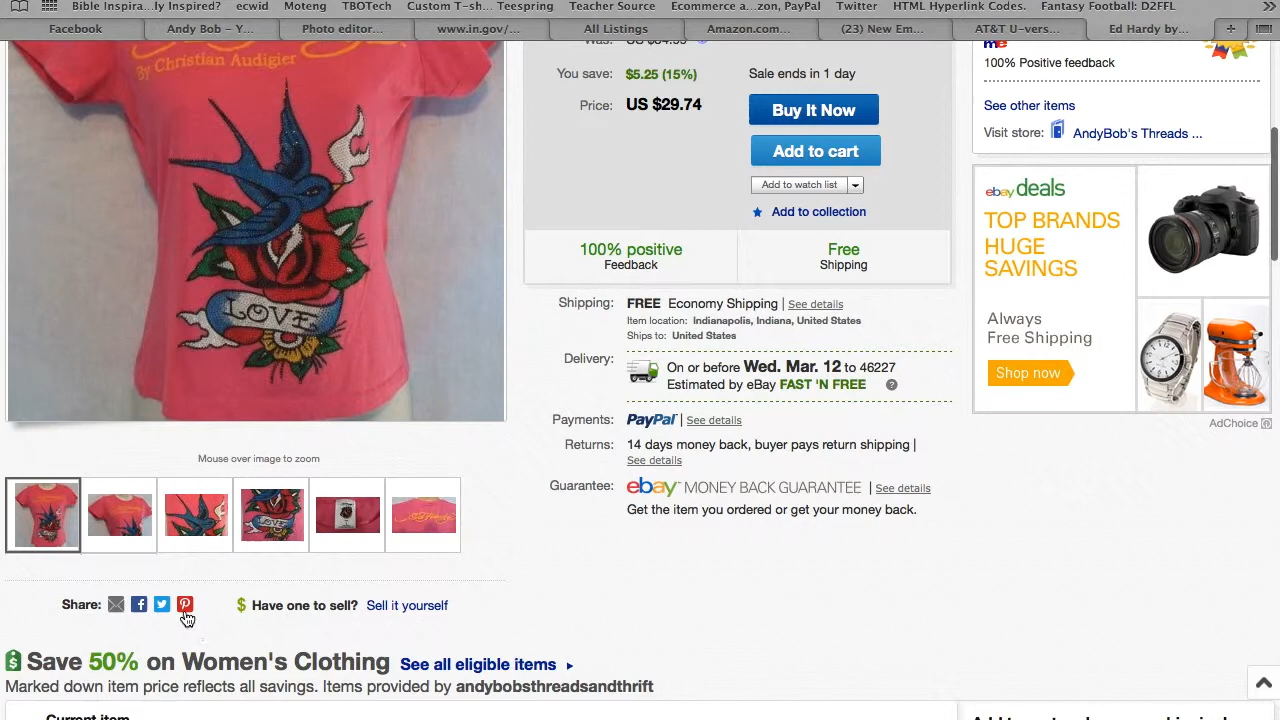 Bible Inspira...ly Inspired? ecwid Moteng TBOTech Custom T-sh... Teespring Teacher Source Ecommerce ... zon, PayPal Twitter HTML Hyperlink Codes. Fantasy Football: D2FFL
Facebook Andy Bob – Y... Photo editor... www.in.gov/... All Listings Amazon.com... (23) New Em... AT&T U-vers... Ed Hardy by...
By Christian Audigier
LOVE
Mouse over image to zoom
Share:
$ Have one to sell? Sell it yourself
You save: $5.25 (15%) Sale ends in 1 day
Price: US $29.74
Buy It Now
Add to cart
Add to watch list
Add to collection
100% positive
Feedback
Free
Shipping
Shipping: FREE Economy Shipping | See details
Item location: Indianapolis, Indiana, United States
Ships to: United States
Delivery: On or before Wed. Mar. 12 to 46227
Estimated by eBay FAST 'N FREE ?
Payments: PayPal | See details
Returns: 14 days money back, buyer pays return shipping |
See details
Guarantee: ebay MONEY BACK GUARANTEE | See details
Get the item you ordered or get your money back.
me
100% Positive feedback
See other items
Visit store: AndyBob's Threads ...
ebay deals
TOP BRANDS
HUGE
SAVINGS
Always
Free Shipping
Shop now
AdChoice
$ Save 50% on Women's Clothing See all eligible items
Marked down item price reflects all savings. Items provided by andybobsthreadsandthrift
Current item